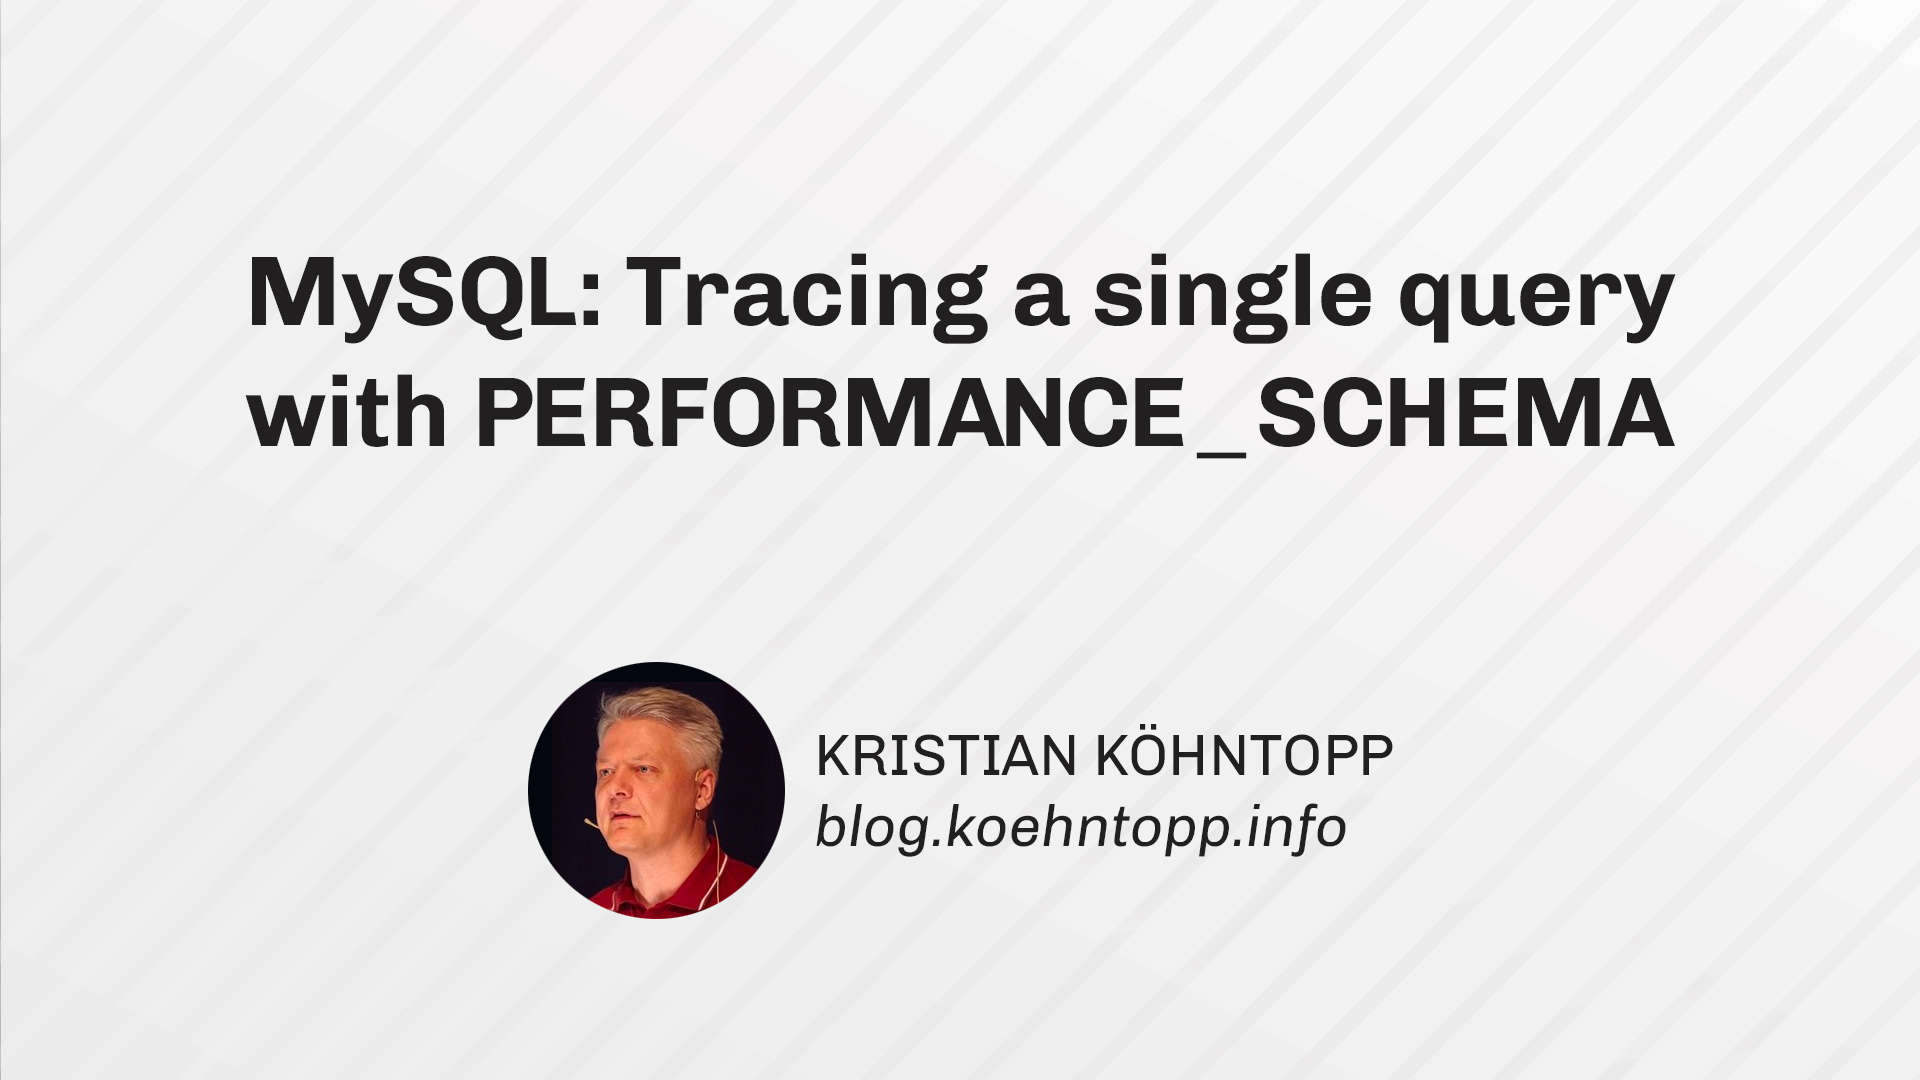 MySQL: Tracing a single query
with PERFORMANCE_SCHEMA
KRISTIAN KÖHNTOPP
blog.koehntopp.info